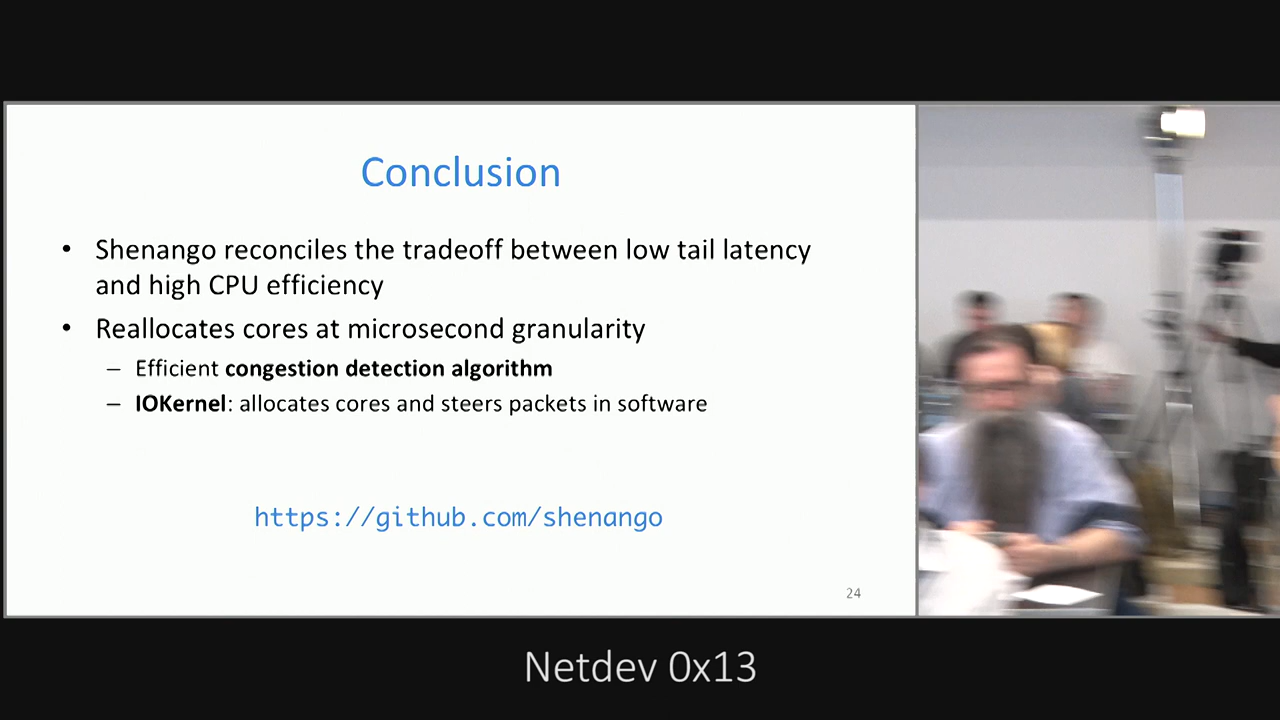 Conclusion
• Shenango reconciles the tradeoff between low tail latency
and high CPU efficiency
• Reallocates cores at microsecond granularity
– Efficient congestion detection algorithm
– IOKernel: allocates cores and steers packets in software
https://github.com/shenango
24
Netdev 0x13